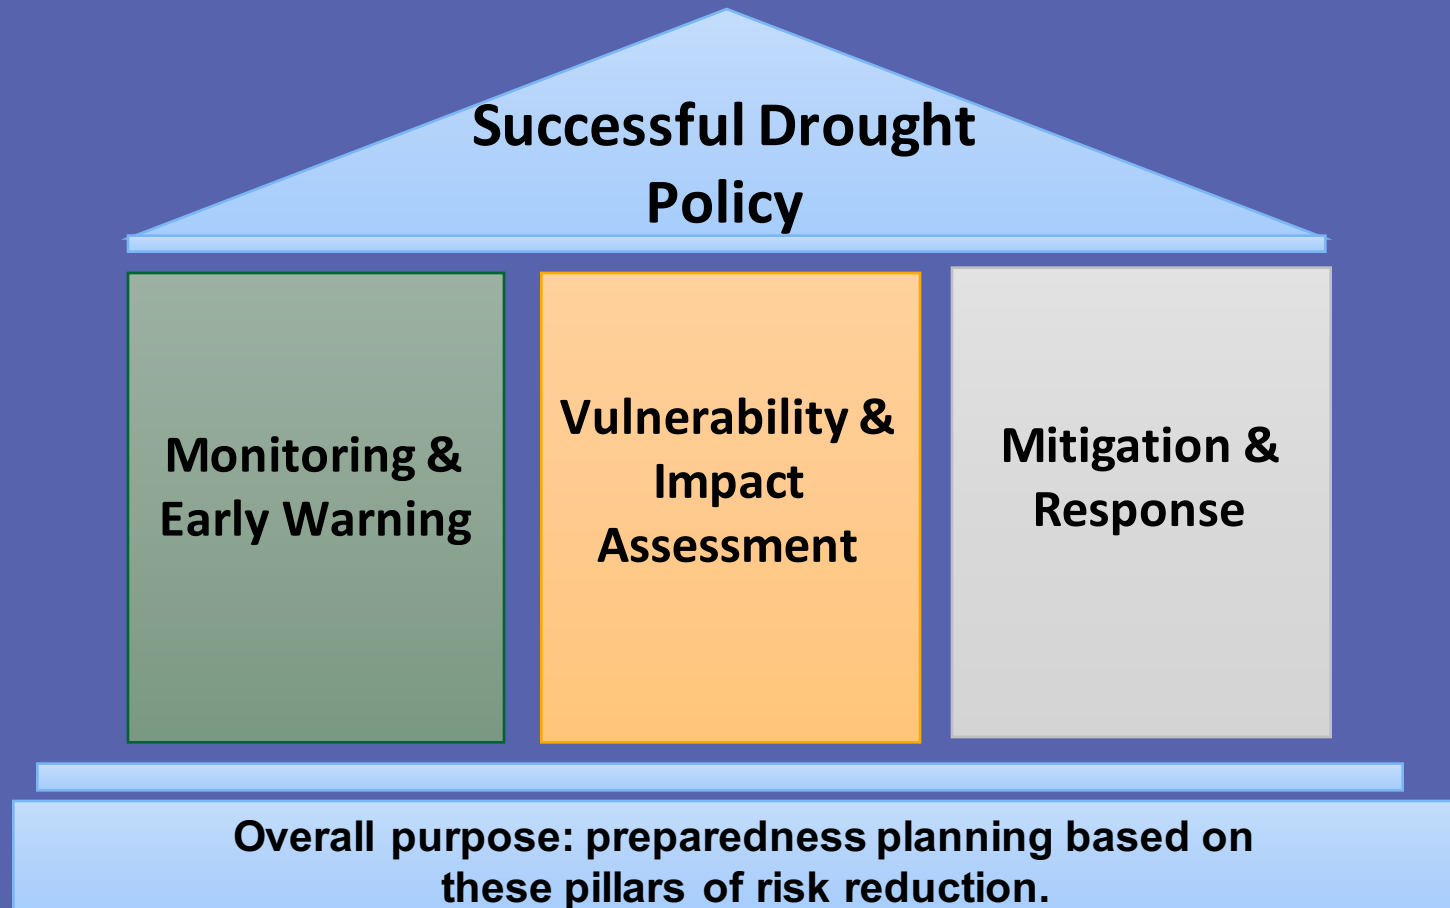 Successful Drought
Policy
Monitoring &
Early Warning
Vulnerability &
Impact
Assessment
Mitigation &
Response
Overall purpose: preparedness planning based on
these pillars of risk reduction.